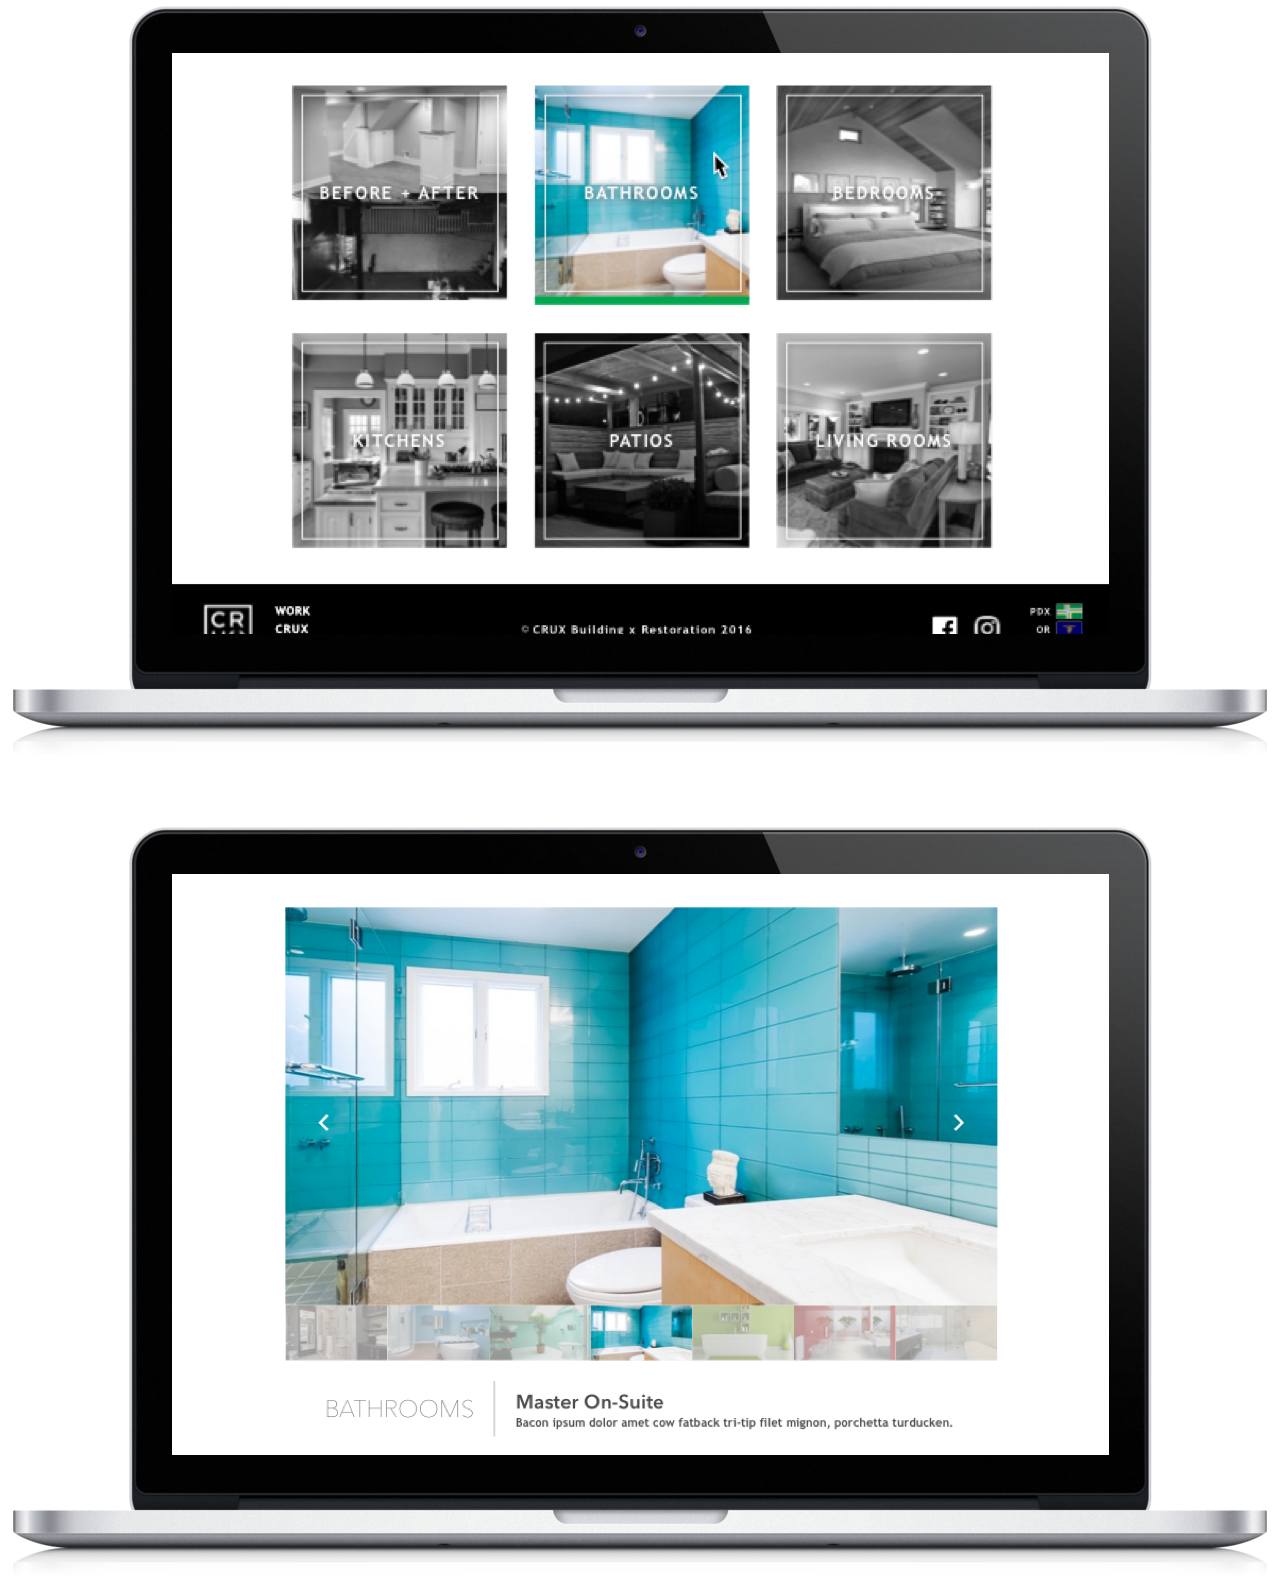 BEFORE + AFTER
BATHROOMS
BEDROOMS
KITCHENS
PATIOS
LIVING ROOMS
CR
WORK
CRUX
© CRUX Building x Restoration 2016
PDX
OR
BATHROOMS
Master On-Suite
Bacon ipsum dolor amet cow fatback tri-tip filet mignon, porchetta turducken.